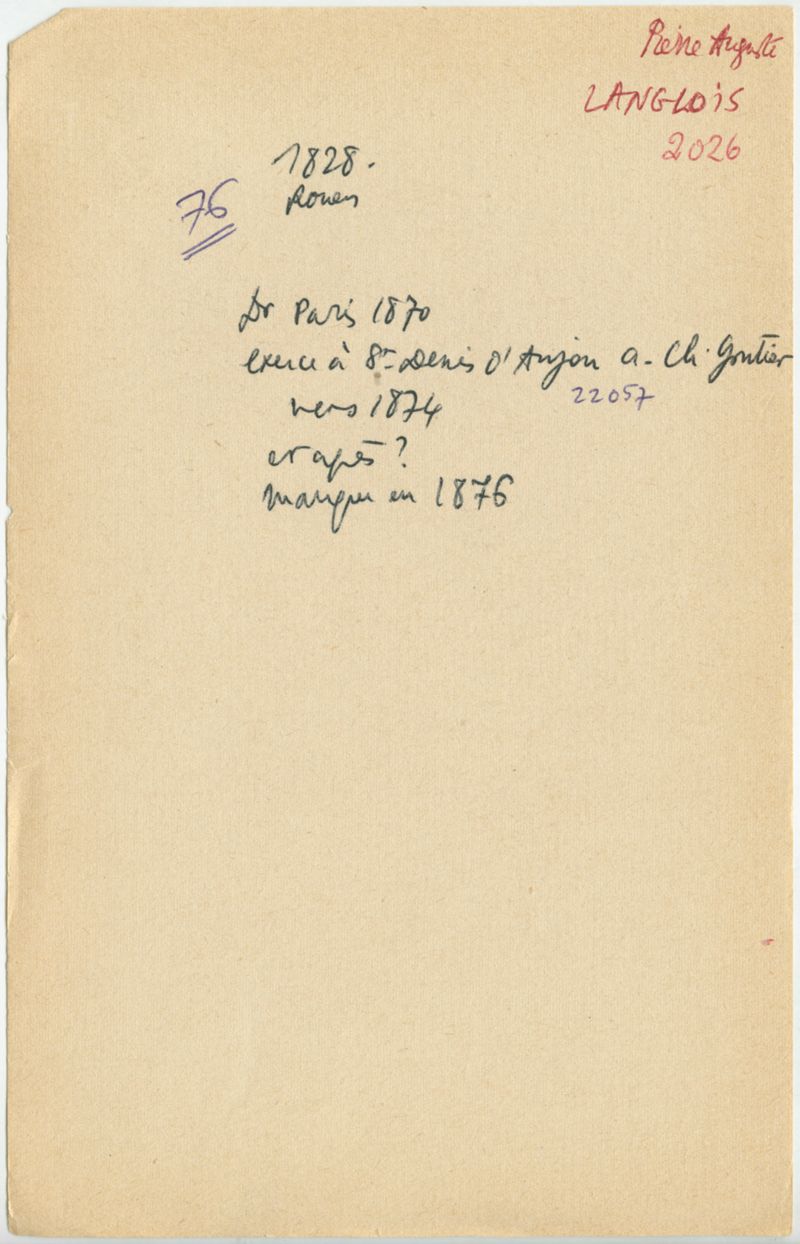 Pierre Auguste
LANGLOIS
2026
1828.
76
Rouen
Dr Paris 1870
exerce à St-Denis d'Anjou a. Ch. Gontier
22057
vers 1874
et après ?
manque en 1876